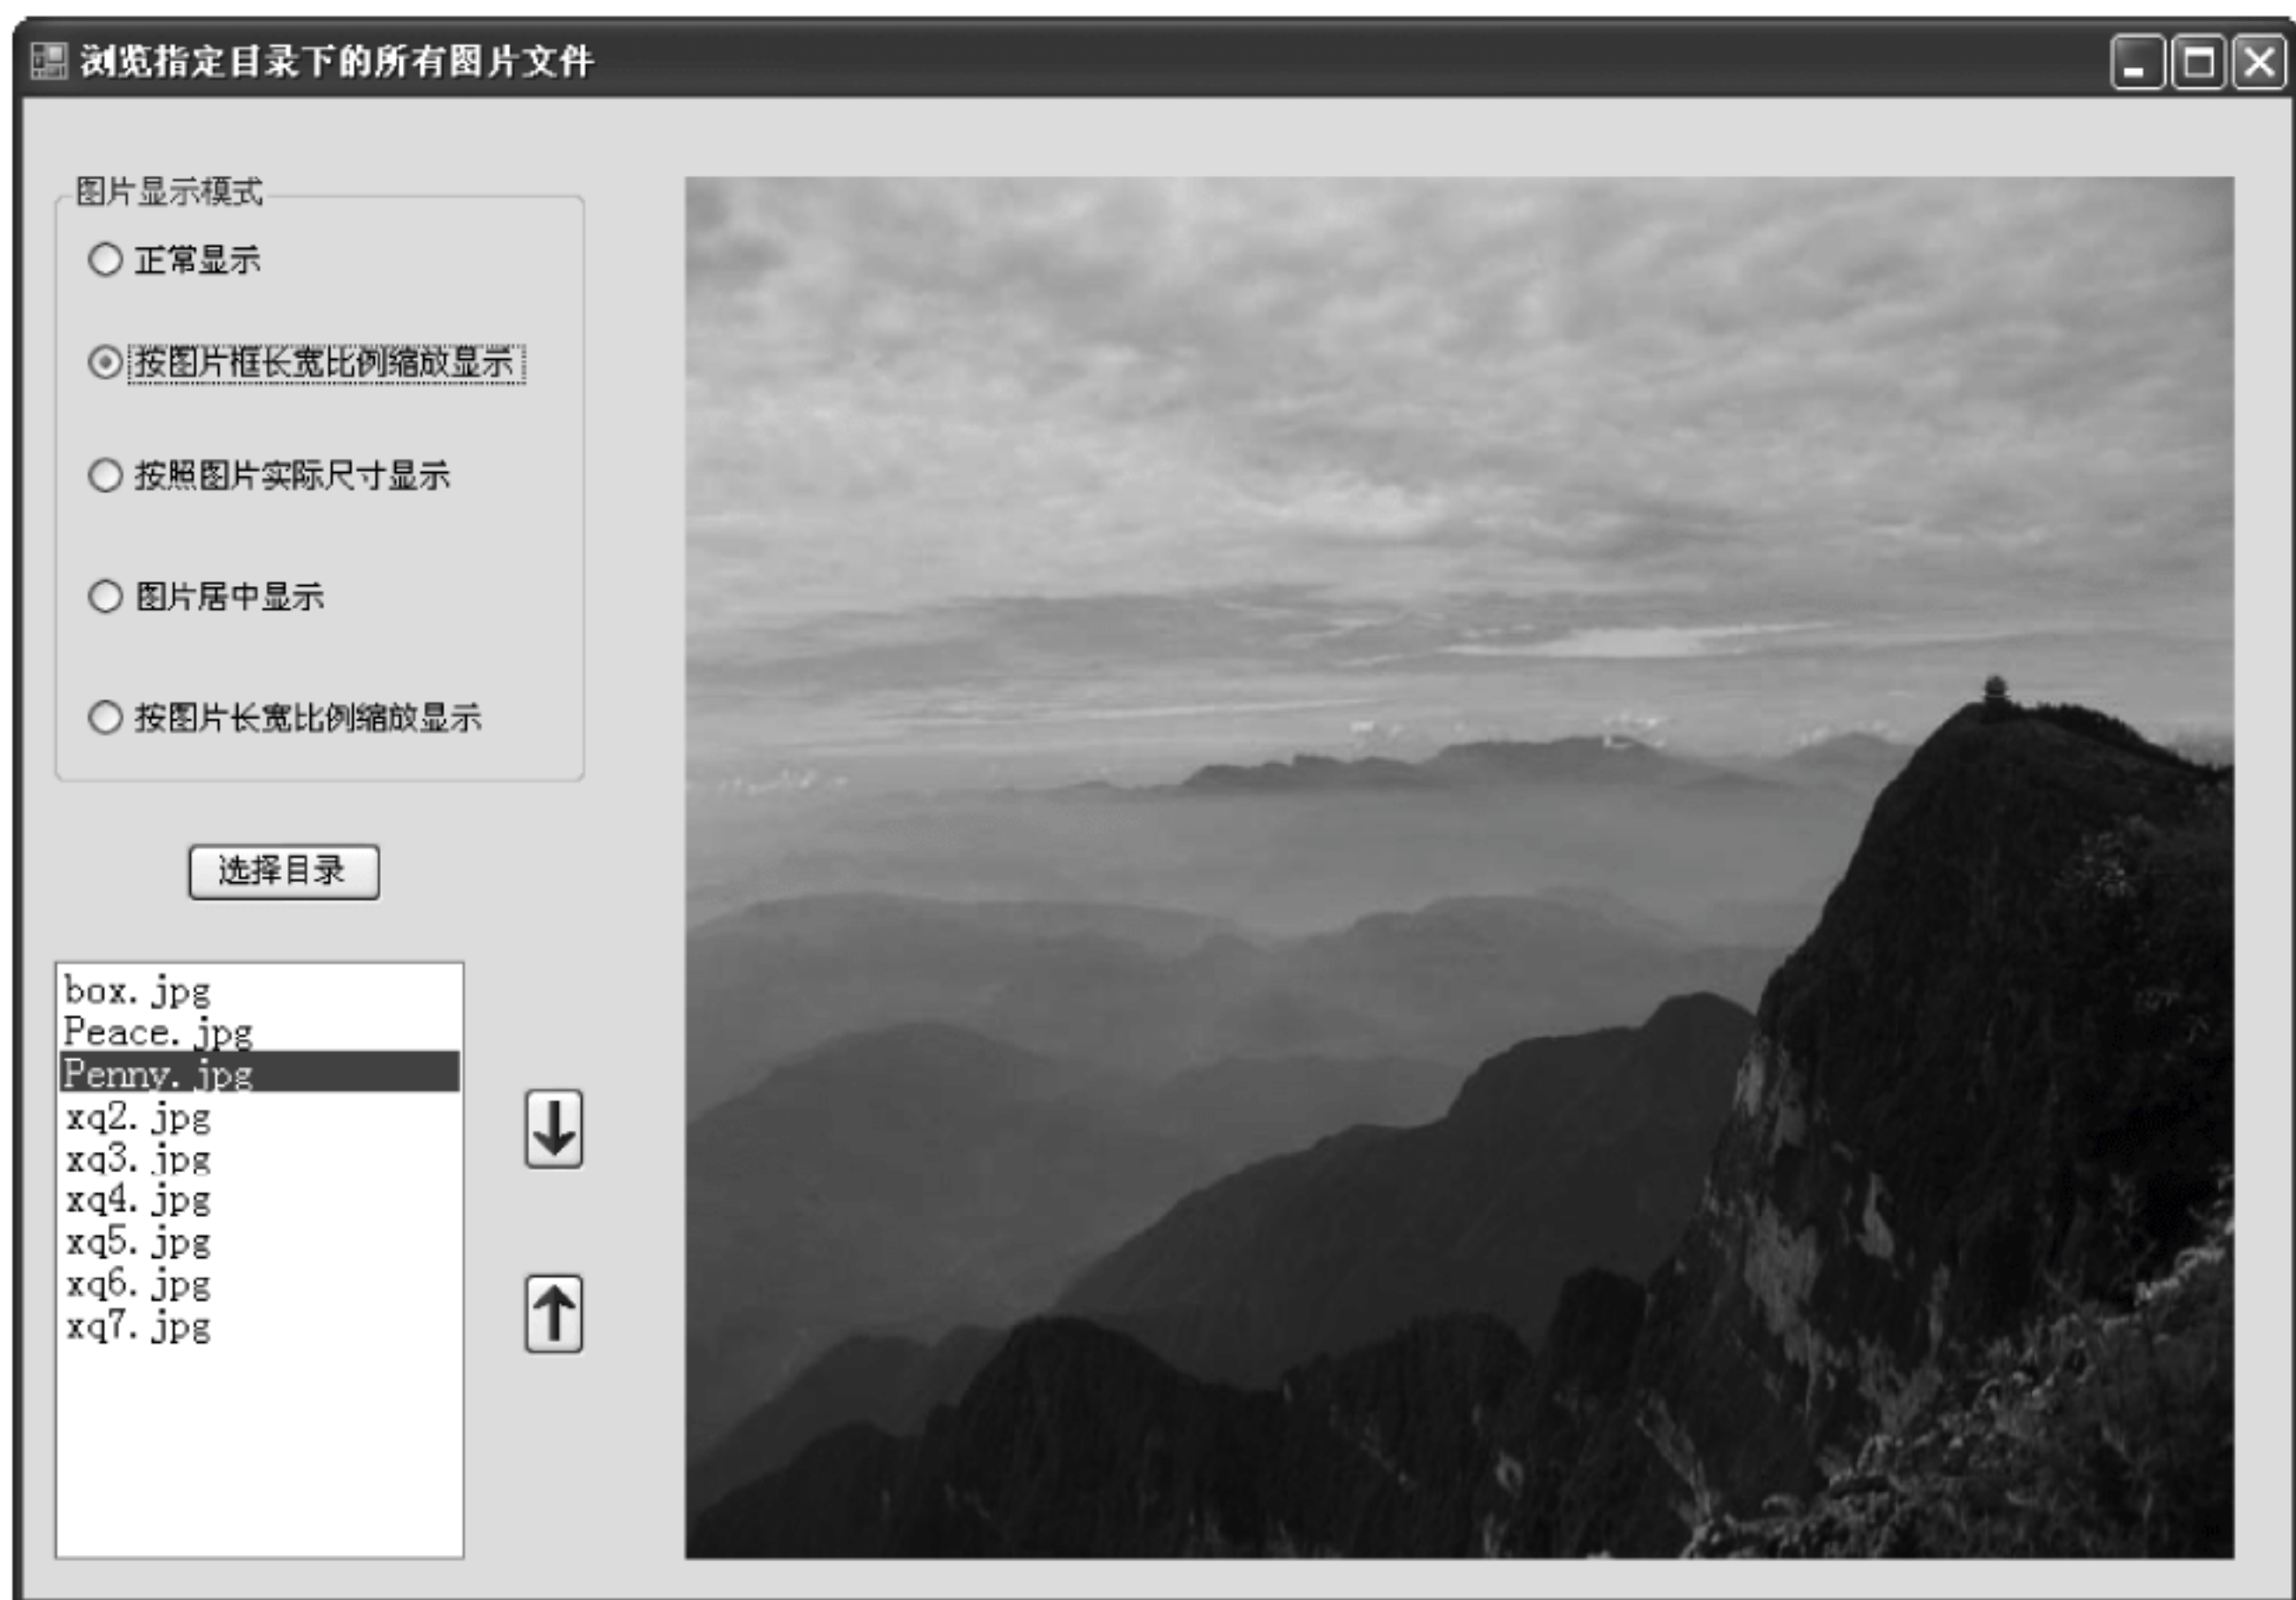 浏览指定目录下的所有图片文件
图片显示模式
正常显示
按图片框长宽比例缩放显示
按照图片实际尺寸显示
图片居中显示
按图片长宽比例缩放显示
选择目录
box.jpg
Peace.jpg
Penny.jpg
xq2.jpg
xq3.jpg
xq4.jpg
xq5.jpg
xq6.jpg
xq7.jpg